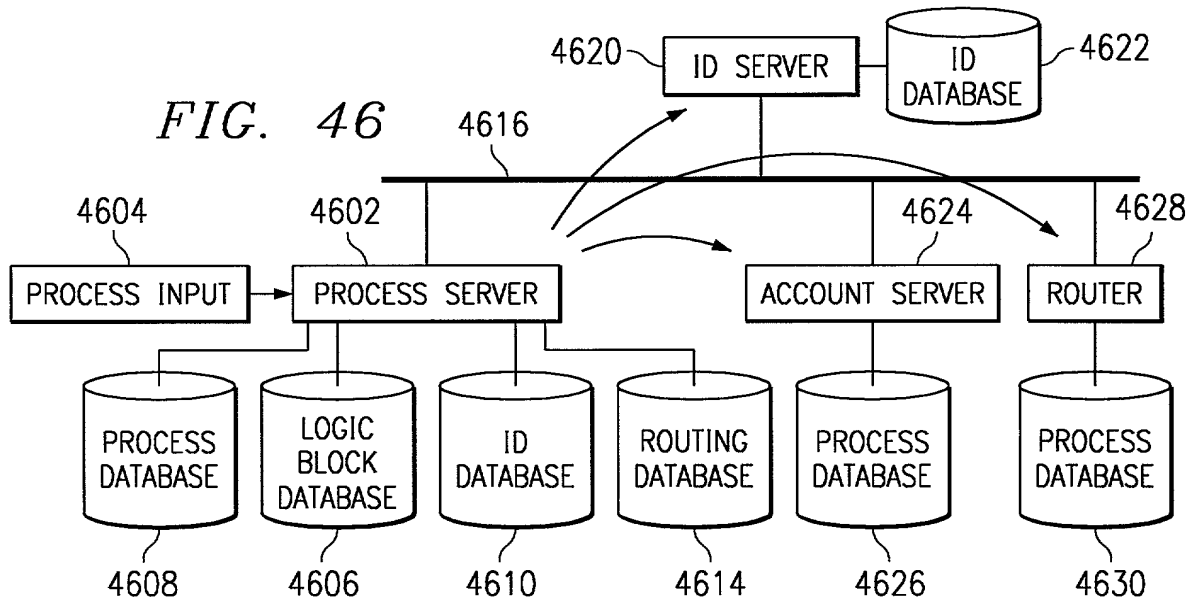 4620
ID SERVER
ID
DATABASE
4622
FIG. 46
4616
4604
4602
4624
4628
PROCESS INPUT
PROCESS SERVER
ACCOUNT SERVER
ROUTER
PROCESS
DATABASE
LOGIC
BLOCK
DATABASE
ID
DATABASE
ROUTING
DATABASE
PROCESS
DATABASE
PROCESS
DATABASE
4608
4606
4610
4614
4626
4630